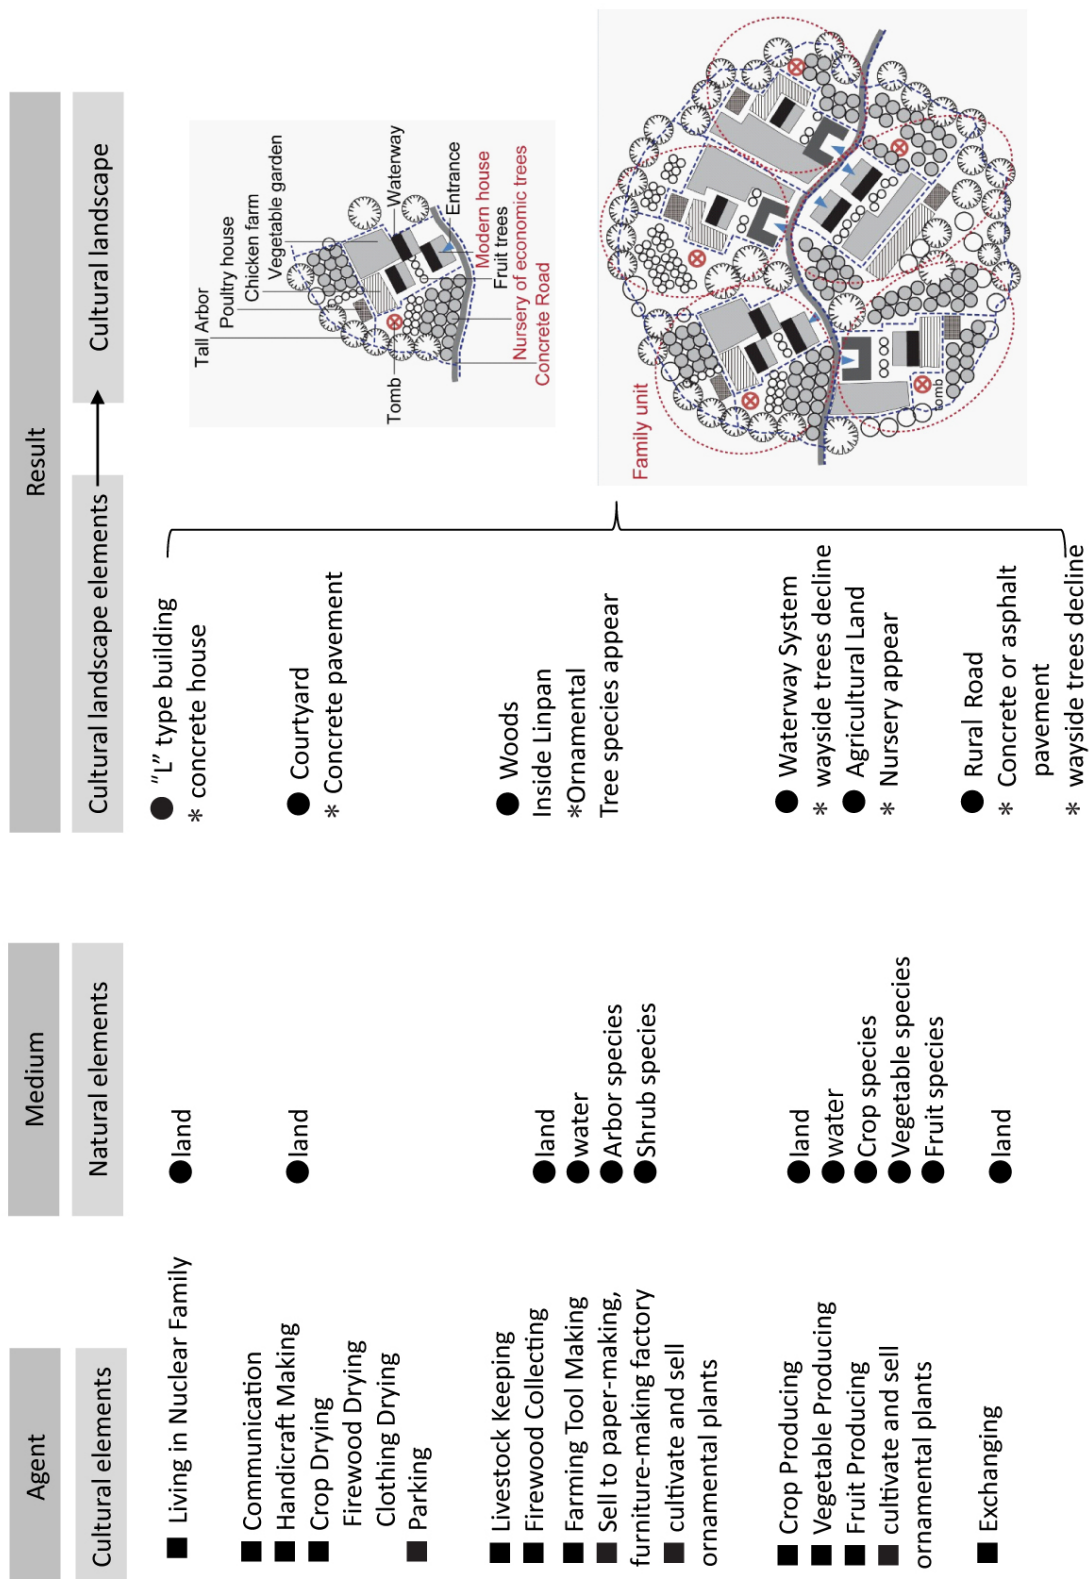 Agent
Medium
Result
Cultural elements
Natural elements
Cultural landscape elements
Cultural landscape
■ Living in Nuclear Family
■ Communication
■ Handicraft Making
■ Crop Drying
Firewood Drying
Clothing Drying
■ Parking
■ Livestock Keeping
■ Firewood Collecting
■ Farming Tool Making
■ Sell to paper-making,
furniture-making factory
■ cultivate and sell
ornamental plants
■ Crop Producing
■ Vegetable Producing
■ Fruit Producing
■ cultivate and sell
ornamental plants
■ Exchanging
● land
● land
● land
● water
● Arbor species
● Shrub species
● land
● water
● Crop species
● Vegetable species
● Fruit species
● land
● "L" type building
* concrete house
● Courtyard
* Concrete pavement
● Woods
Inside Linpan
*Ornamental
Tree species appear
● Waterway System
* wayside trees decline
● Agricultural Land
* Nursery appear
● Rural Road
* Concrete or asphalt
pavement
* wayside trees decline
Tall Arbor
Poultry house
Chicken farm
Vegetable garden
Tomb
Waterway
Entrance
Modern house
Fruit trees
Nursery of economic trees
Concrete Road
Family unit
tomb